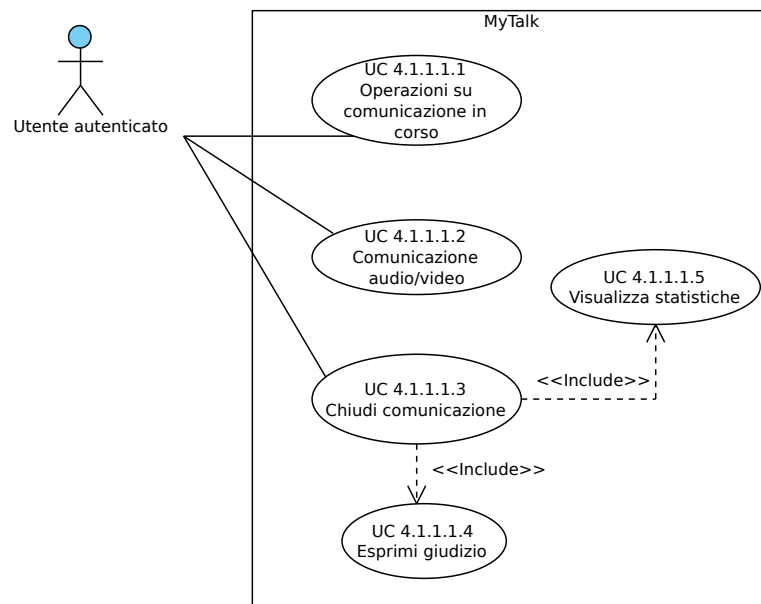 MyTalk
UC 4.1.1.1.1
Operazioni su
comunicazione in
corso
Utente autenticato
UC 4.1.1.1.2
Comunicazione
audio/video
UC 4.1.1.1.5
Visualizza statistiche
UC 4.1.1.1.3
Chiudi comunicazione
<<Include>>
<<Include>>
UC 4.1.1.1.4
Esprimi giudizio